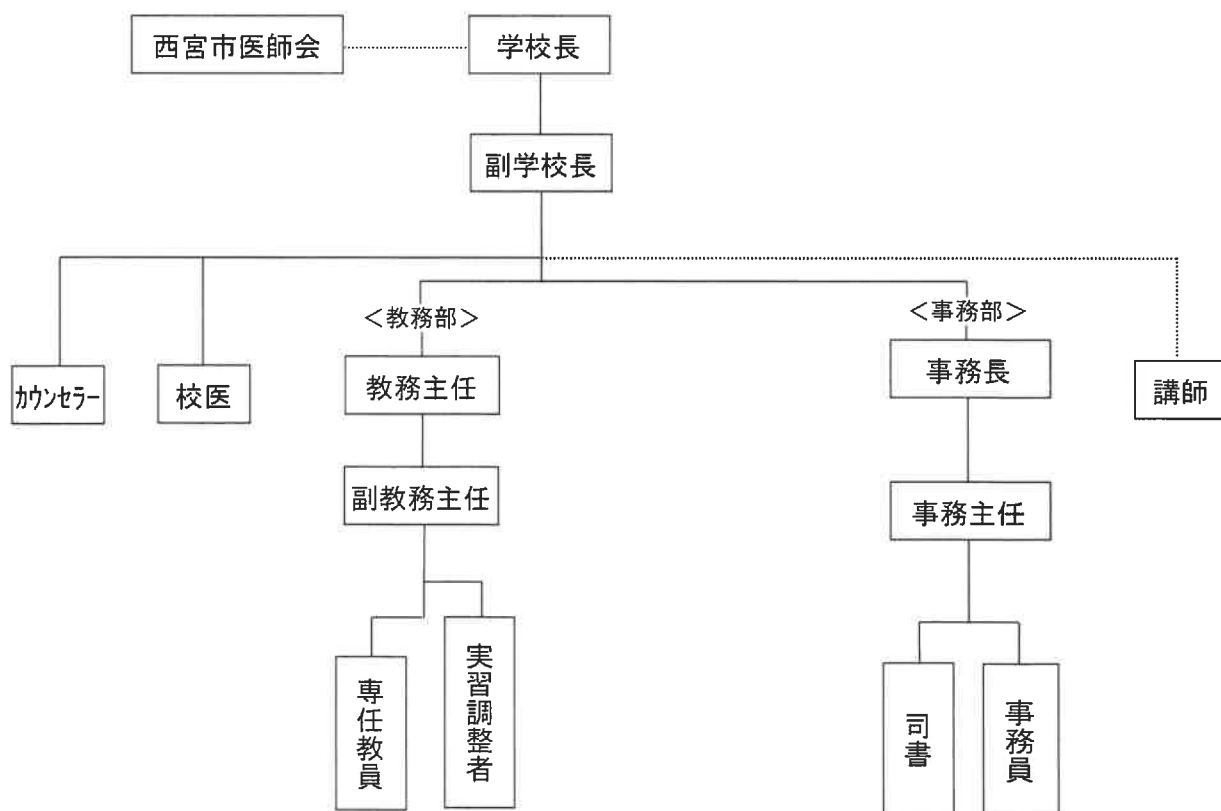 西宮市医師会
学校長
副学校長
＜教務部＞
＜事務部＞
カウンセラー
校医
教務主任
事務長
講師
副教務主任
事務主任
専任教員
実習調整者
司書
事務員